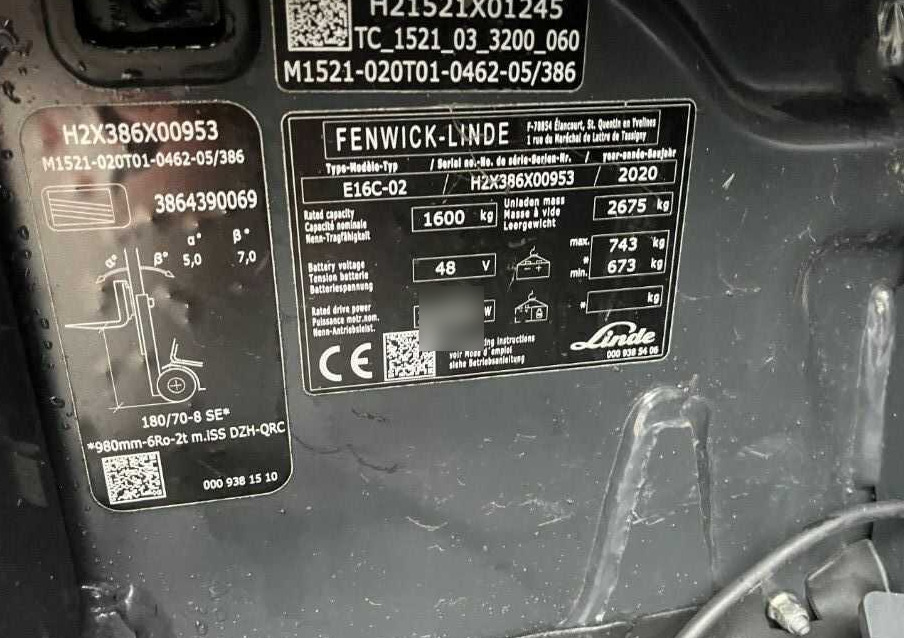 H21521X01245
TC_1521_03_3200_060
M1521-020T01-0462-05/386
H2X386X00953
M1521-020T01-0462-05/386
3864390069
α° β°
α° β° 5,0 7,0
180/70-8 SE*
*980mm-6Ro-2t m.ISS DZH-QRC
000 938 15 10
FENWICK-LINDE
F-78854 Élancourt, St. Quentin en Yvelines
1 rue du Maréchal de Lattre de Tassigny
Type-Modèle-Typ / Serial no.-No. de série-Serien-Nr. / year-année-Baujahr
E16C-02 / H2X386X00953 / 2020
Rated capacity
Capacité nominale
Nenn-Tragfähigkeit
1600 kg
Unladen mass
Masse à vide
Leergewicht
2675 kg
Battery voltage
Tension batterie
Batteriespannung
48 V
max. 743 kg
*
min. 673 kg
Rated drive power
Puissance motr.nom.
Nenn-Antriebsleist.
W
* kg
CE
instructions
voir Mode d'emploi
siehe Betriebsanleitung
Linde
000 938 54 06